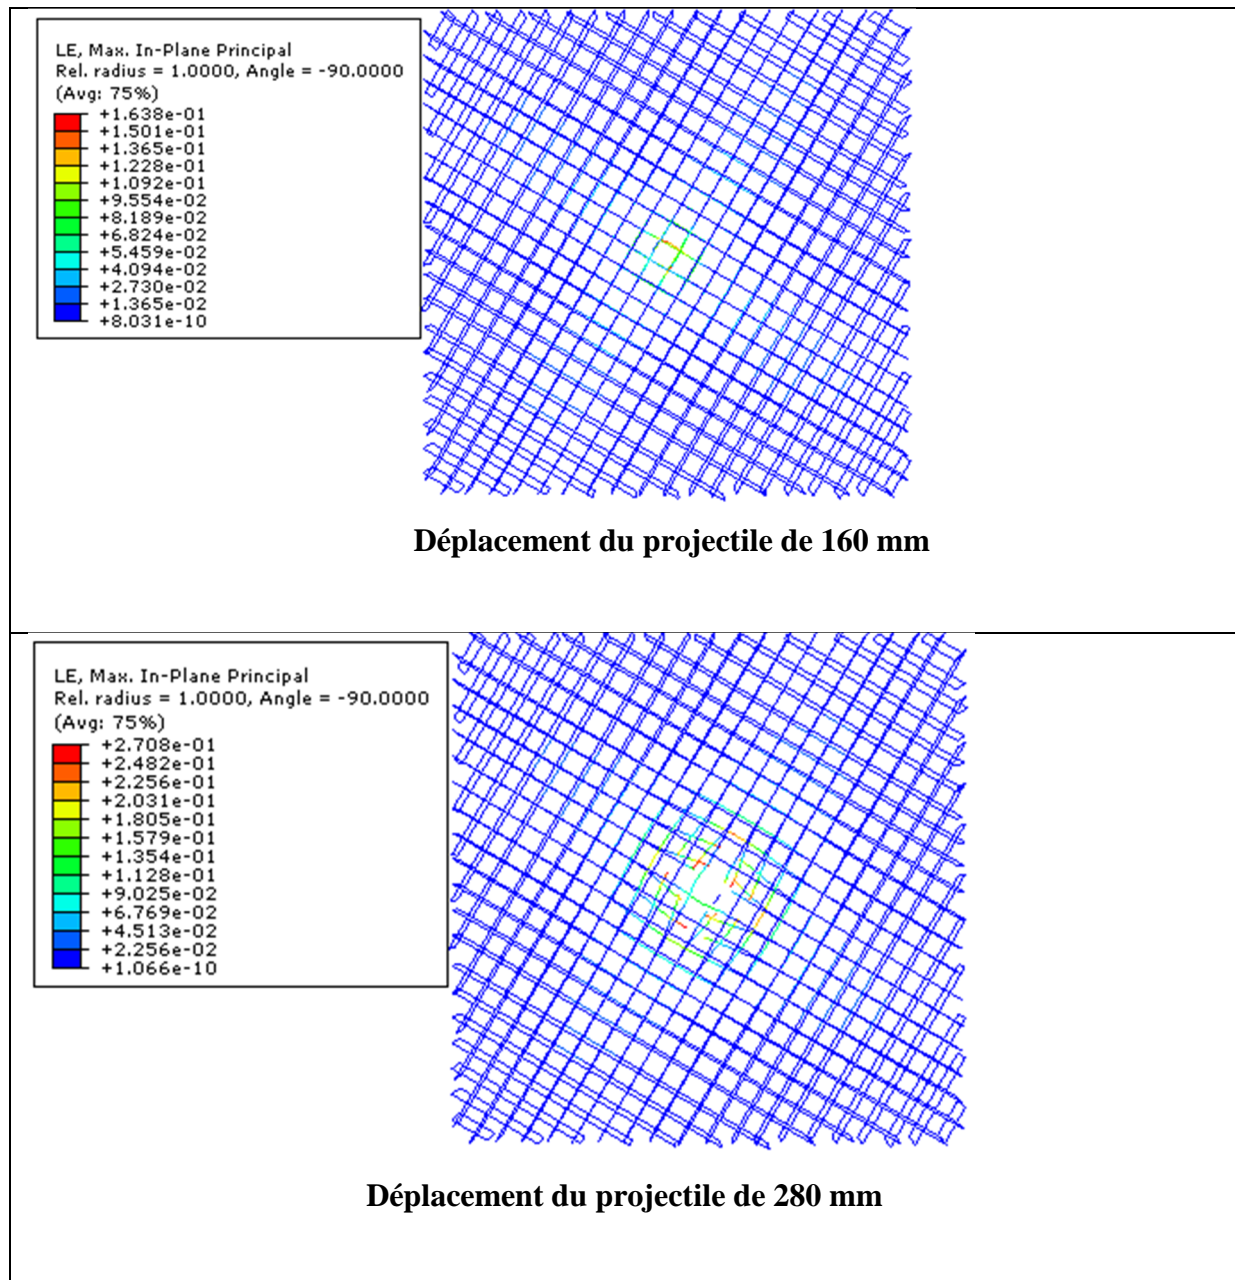 LE, Max. In-Plane Principal
Rel. radius = 1.0000, Angle = -90.0000
(Avg: 75%)
+1.638e-01
+1.501e-01
+1.365e-01
+1.228e-01
+1.092e-01
+9.554e-02
+8.189e-02
+6.824e-02
+5.459e-02
+4.094e-02
+2.730e-02
+1.365e-02
+8.031e-10
Déplacement du projectile de 160 mm
LE, Max. In-Plane Principal
Rel. radius = 1.0000, Angle = -90.0000
(Avg: 75%)
+2.708e-01
+2.482e-01
+2.256e-01
+2.031e-01
+1.805e-01
+1.579e-01
+1.354e-01
+1.128e-01
+9.025e-02
+6.769e-02
+4.513e-02
+2.256e-02
+1.066e-10
Déplacement du projectile de 280 mm